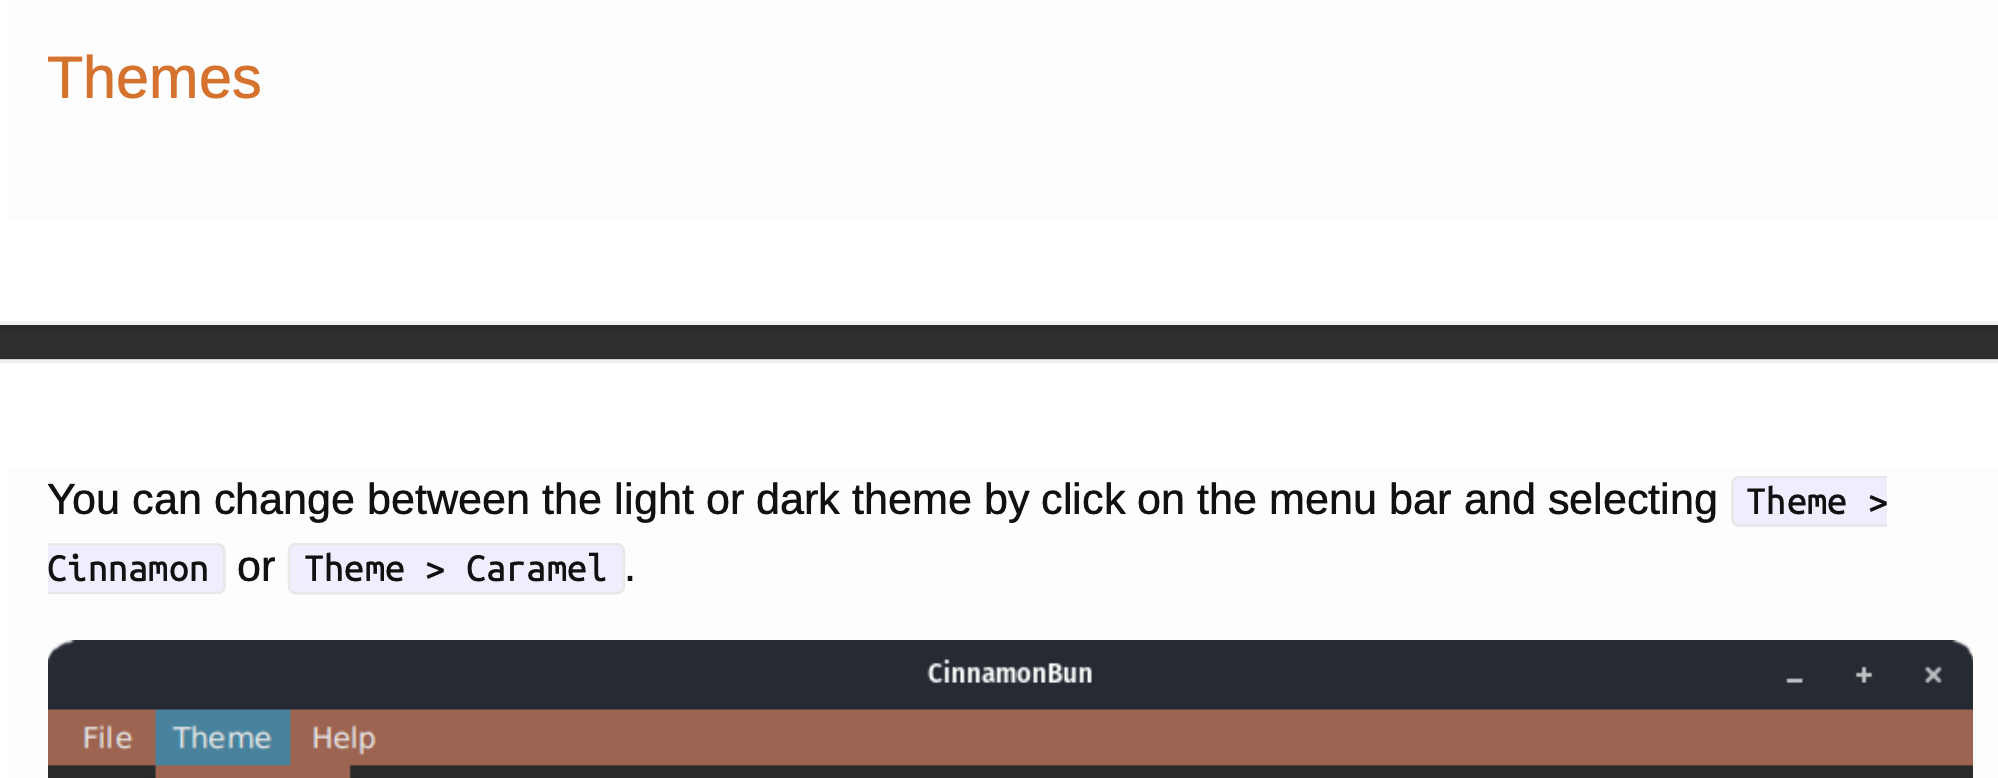 Themes
You can change between the light or dark theme by click on the menu bar and selecting Theme >
Cinnamon or Theme > Caramel.
CinnamonBun
File Theme Help